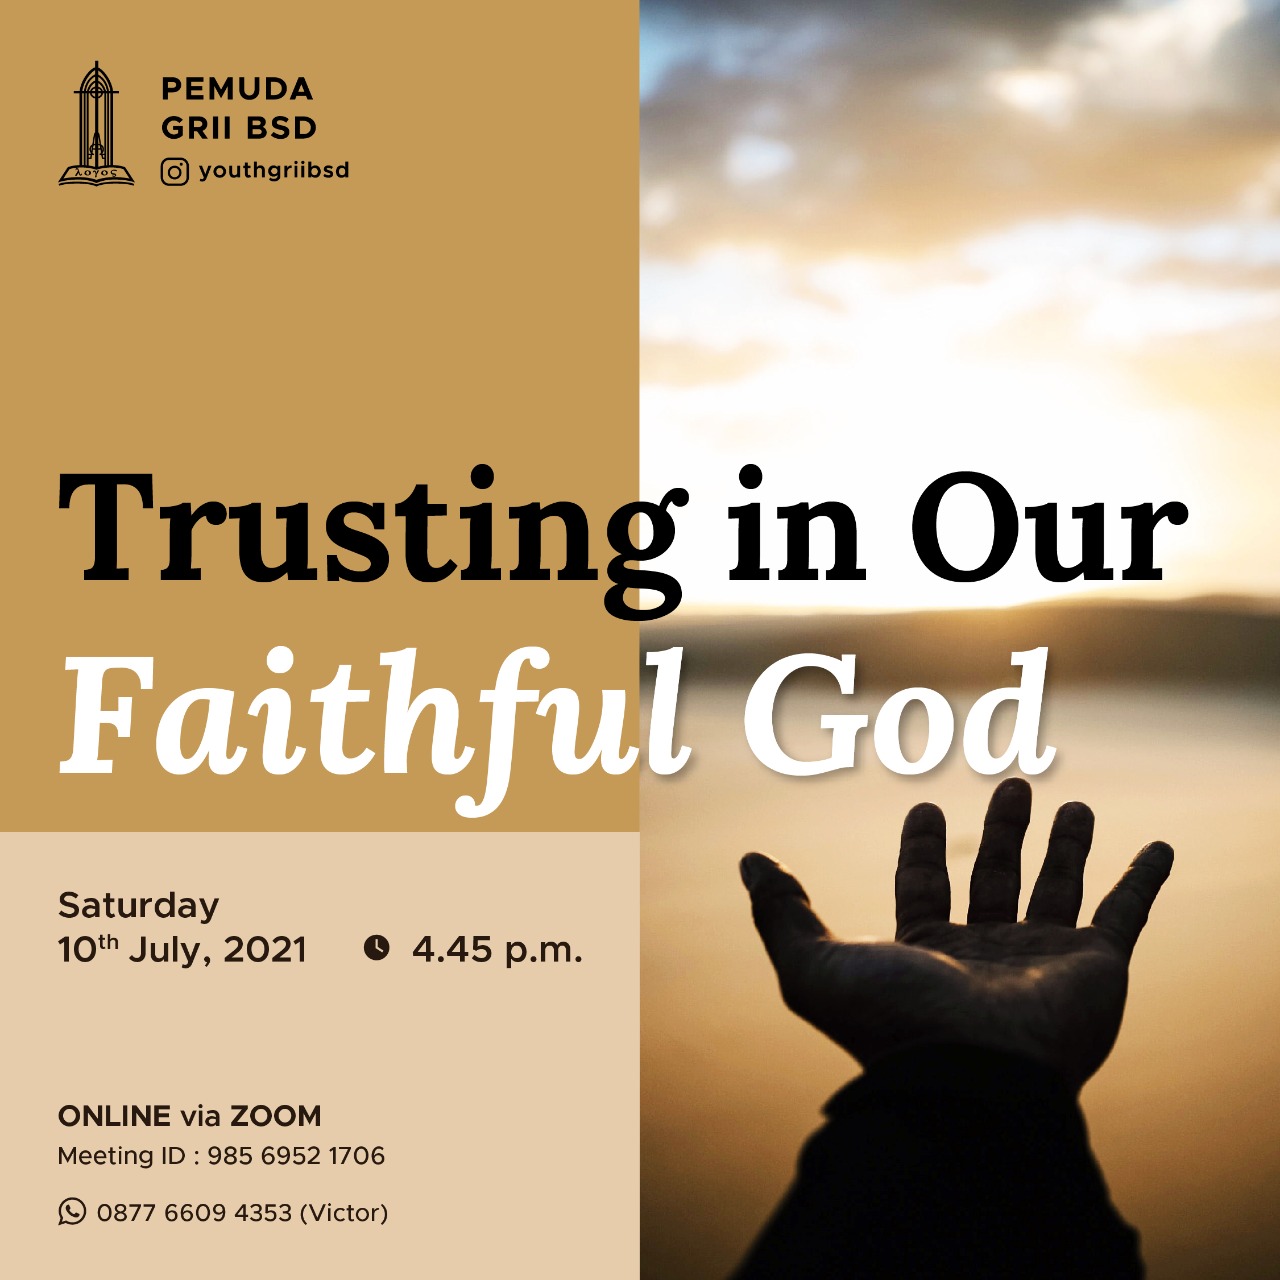 PEMUDA
GRII BSD
youthgriibsd
λογος
Trusting in Our
Faithful God
Saturday
10th July, 2021 4.45 p.m.
ONLINE via ZOOM
Meeting ID : 985 6952 1706
0877 6609 4353 (Victor)